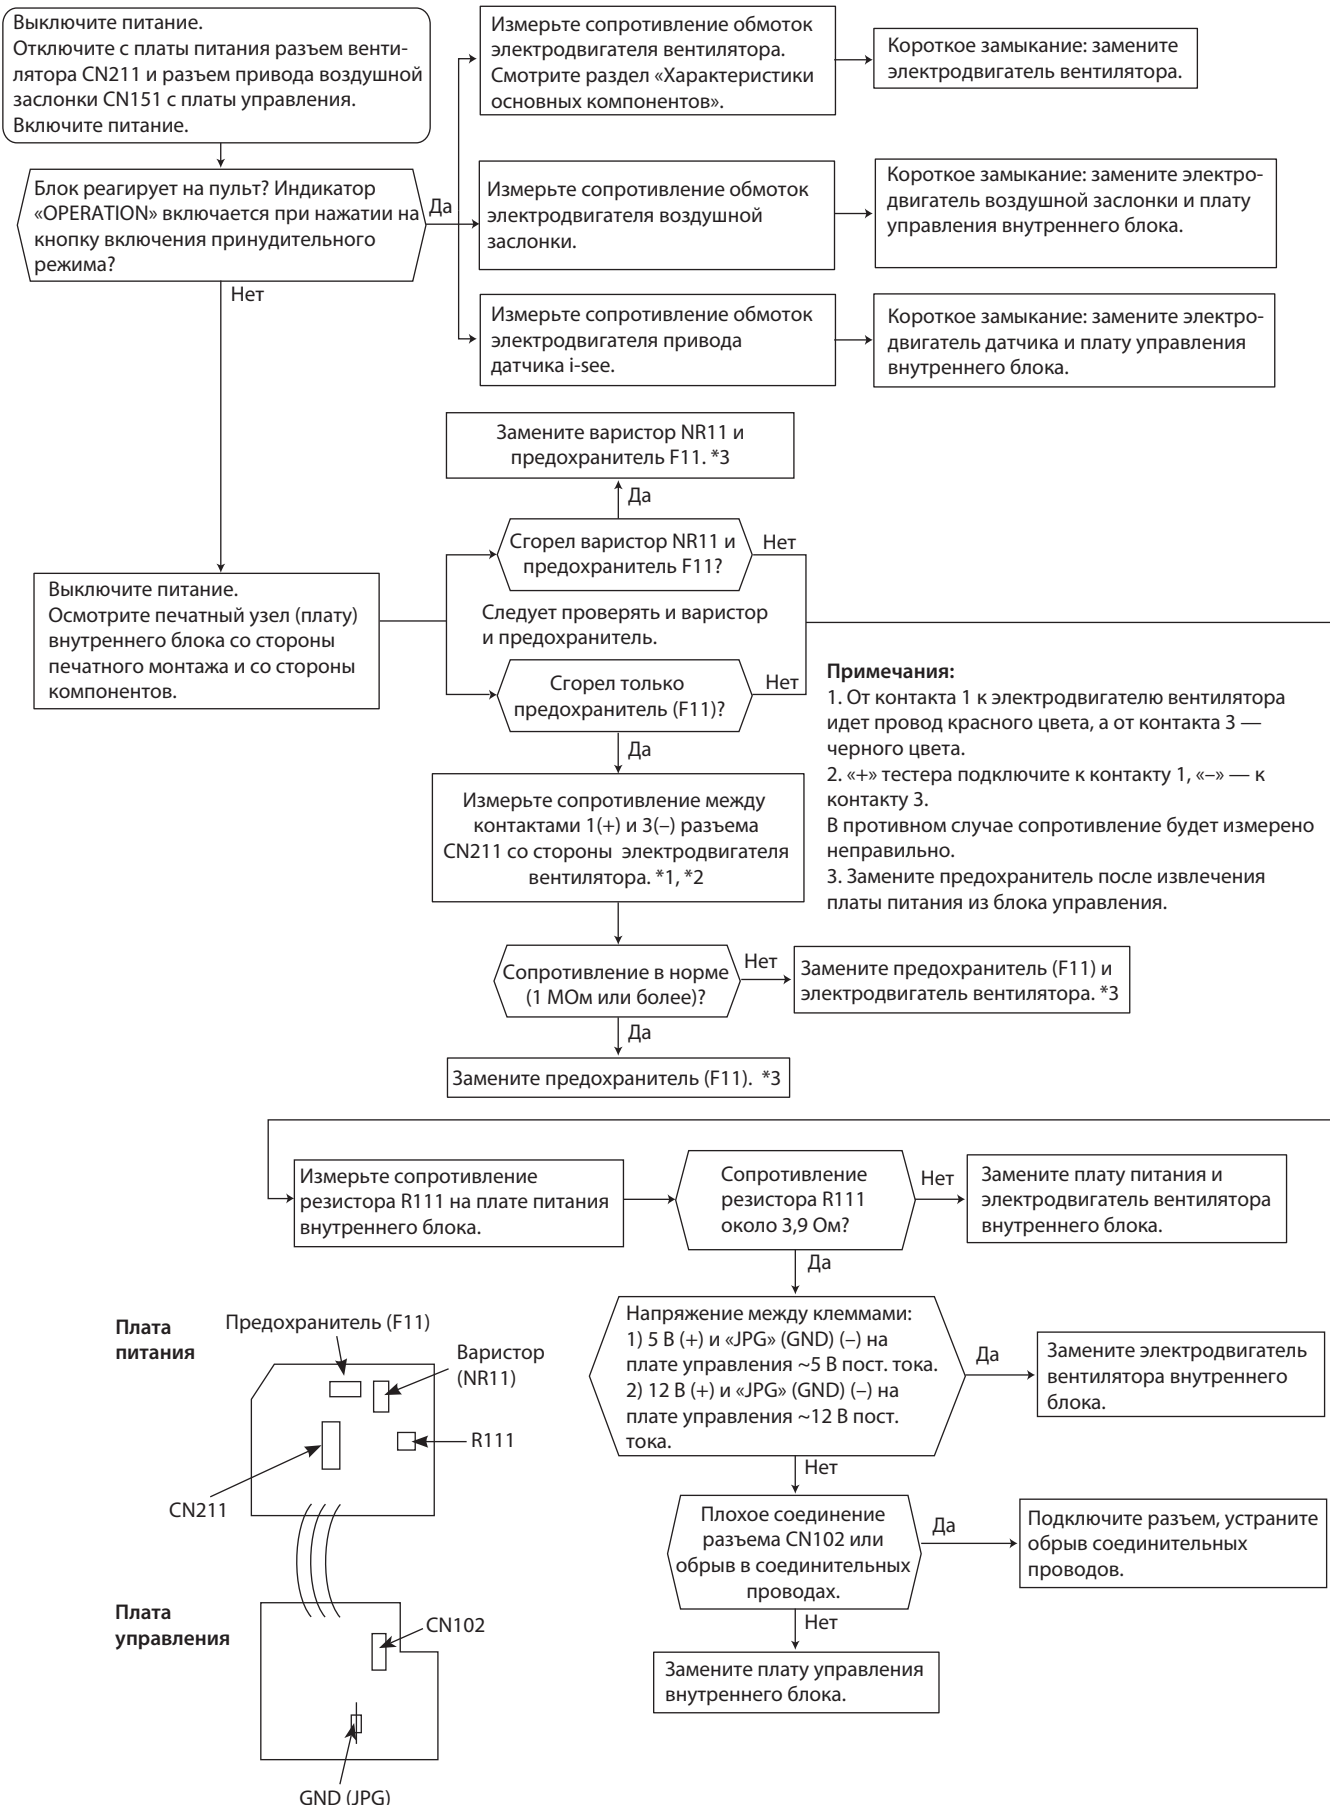 Выключите питание.
Отключите с платы питания разъем венти-
лятора CN211 и разъем привода воздушной
заслонки CN151 с платы управления.
Включите питание.
Измерьте сопротивление обмоток
электродвигателя вентилятора.
Смотрите раздел «Характеристики
основных компонентов».
Короткое замыкание: замените
электродвигатель вентилятора.
Блок реагирует на пульт? Индикатор
«OPERATION» включается при нажатии на
кнопку включения принудительного
режима?
Да
Измерьте сопротивление обмоток
электродвигателя воздушной
заслонки.
Короткое замыкание: замените электро-
двигатель воздушной заслонки и плату
управления внутреннего блока.
Нет
Измерьте сопротивление обмоток
электродвигателя привода
датчика i-see.
Короткое замыкание: замените электро-
двигатель датчика и плату управления
внутреннего блока.
Замените варистор NR11 и
предохранитель F11. *3
Да
Сгорел варистор NR11 и
предохранитель F11?
Нет
Выключите питание.
Осмотрите печатный узел (плату)
внутреннего блока со стороны
печатного монтажа и со стороны
компонентов.
Следует проверять и варистор
и предохранитель.
Сгорел только
предохранитель (F11)?
Нет
Да
Примечания:
1. От контакта 1 к электродвигателю вентилятора
идет провод красного цвета, а от контакта 3 —
черного цвета.
2. «+» тестера подключите к контакту 1, «–» — к
контакту 3.
В противном случае сопротивление будет измерено
неправильно.
3. Замените предохранитель после извлечения
платы питания из блока управления.
Измерьте сопротивление между
контактами 1(+) и 3(–) разъема
CN211 со стороны электродвигателя
вентилятора. *1, *2
Сопротивление в норме
(1 МОм или более)?
Нет
Замените предохранитель (F11) и
электродвигатель вентилятора. *3
Да
Замените предохранитель (F11). *3
Измерьте сопротивление
резистора R111 на плате питания
внутреннего блока.
Сопротивление
резистора R111
около 3,9 Ом?
Нет
Замените плату питания и
электродвигатель вентилятора
внутреннего блока.
Да
Напряжение между клеммами:
1) 5 В (+) и «JPG» (GND) (–) на
плате управления ~5 В пост. тока.
2) 12 В (+) и «JPG» (GND) (–) на
плате управления ~12 В пост.
тока.
Да
Замените электродвигатель
вентилятора внутреннего
блока.
Нет
Плохое соединение
разъема CN102 или
обрыв в соединительных
проводах.
Да
Подключите разъем, устраните
обрыв соединительных
проводов.
Нет
Замените плату управления
внутреннего блока.
Плата
питания
Предохранитель (F11)
Варистор
(NR11)
R111
CN211
Плата
управления
CN102
GND (JPG)